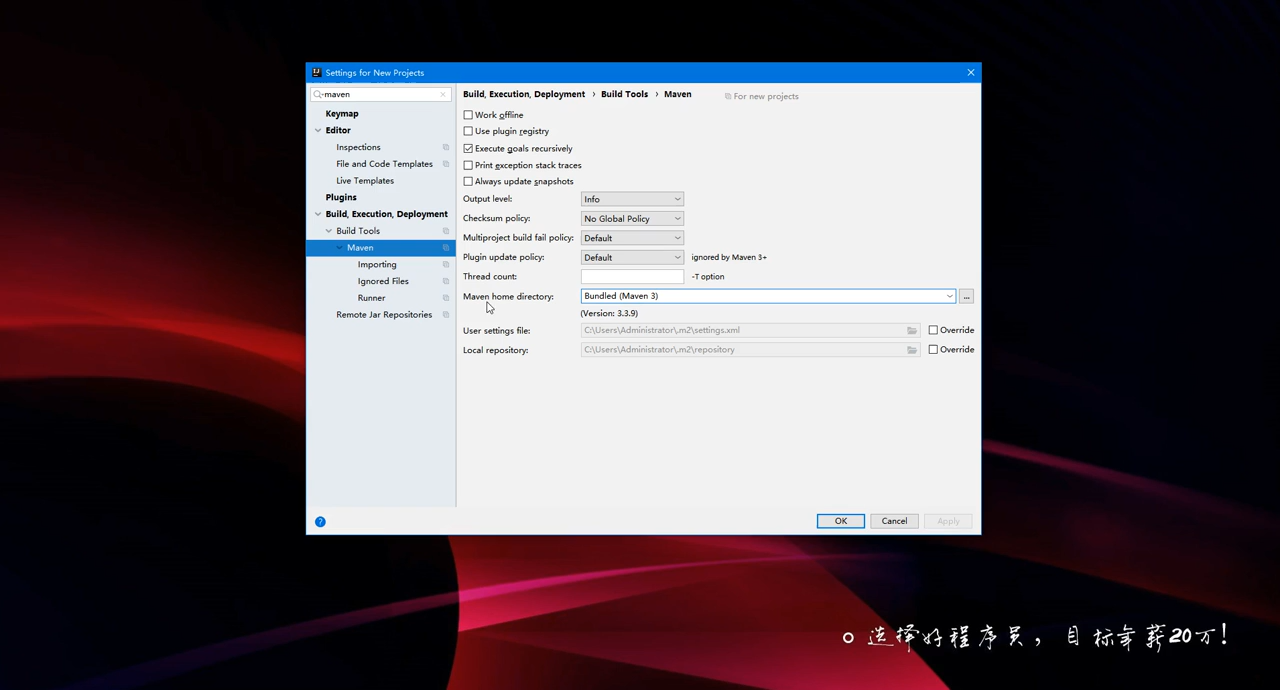 Settings for New Projects
maven
Keymap
Editor
Inspections
File and Code Templates
Live Templates
Plugins
Build, Execution, Deployment
Build Tools
Maven
Importing
Ignored Files
Runner
Remote Jar Repositories
Build, Execution, Deployment › Build Tools › Maven For new projects
Work offline
Use plugin registry
Execute goals recursively
Print exception stack traces
Always update snapshots
Output level: Info
Checksum policy: No Global Policy
Multiproject build fail policy: Default
Plugin update policy: Default ignored by Maven 3+
Thread count: -T option
Maven home directory: Bundled (Maven 3) ...
(Version: 3.3.9)
User settings file: C:\Users\Administrator\.m2\settings.xml Override
Local repository: C:\Users\Administrator\.m2\repository Override
? OK Cancel Apply
选择好程序员，目标年薪20万！